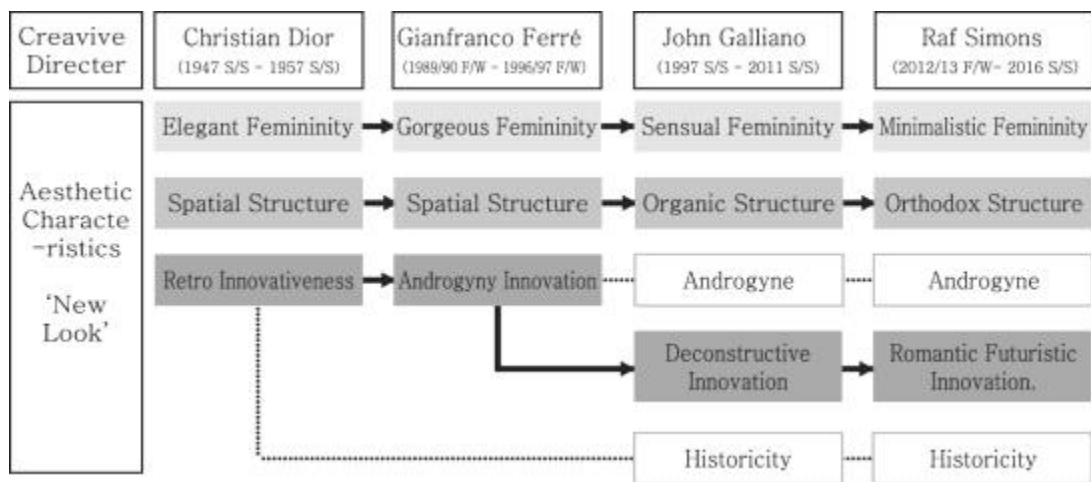 Creavive
Directer
Christian Dior
(1947 S/S - 1957 S/S)
Gianfranco Ferré
(1989/90 F/W - 1996/97 F/W)
John Galliano
(1997 S/S - 2011 S/S)
Raf Simons
(2012/13 F/W- 2016 S/S)
Aesthetic
Characte
-ristics
‘New
Look’
Elegant Femininity
Gorgeous Femininity
Sensual Femininity
Minimalistic Femininity
Spatial Structure
Spatial Structure
Organic Structure
Orthodox Structure
Retro Innovativeness
Androgyny Innovation
Androgyne
Androgyne
Deconstructive
Innovation
Romantic Futuristic
Innovation.
Historicity
Historicity